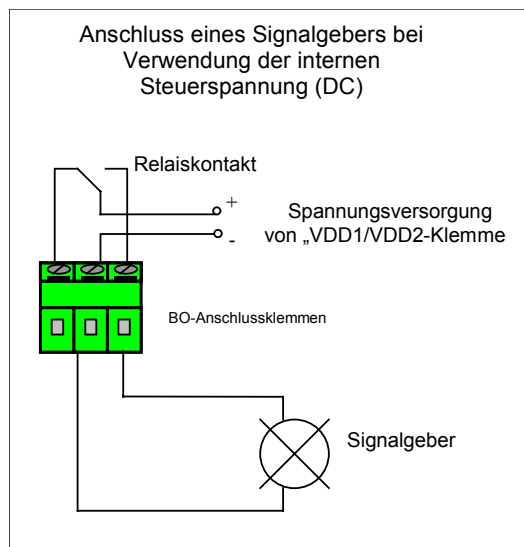 Anschluss eines Signalgebers bei
Verwendung der internen
Steuerspannung (DC)
Relaiskontakt
+
-
Spannungsversorgung
von „VDD1/VDD2-Klemme
BO-Anschlussklemmen
Signalgeber